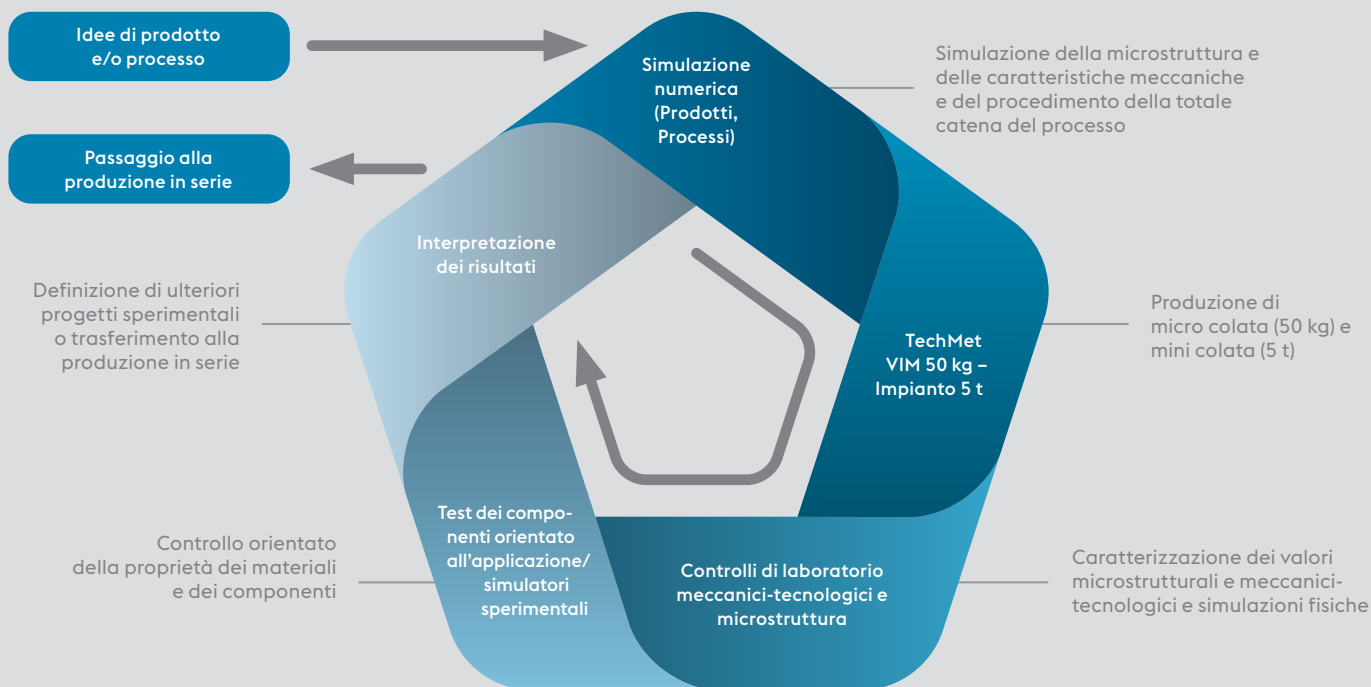 Idee di prodotto
e/o processo
Simulazione
numerica
(Prodotti,
Processi)
Simulazione della microstruttura e
delle caratteristiche meccaniche
e del procedimento della totale
catena del processo
Passaggio alla
produzione in serie
Interpretazione
dei risultati
Definizione di ulteriori
progetti sperimentali
o trasferimento alla
produzione in serie
TechMet
VIM 50 kg –
Impianto 5 t
Produzione di
micro colata (50 kg) e
mini colata (5 t)
Test dei compo-
nenti orientato
all'applicazione/
simulatori
sperimentali
Controllo orientato
della proprietà dei materiali
e dei componenti
Controlli di laboratorio
meccanici-tecnologici e
microstruttura
Caratterizzazione dei valori
microstrutturali e meccanici-
tecnologici e simulazioni fisiche